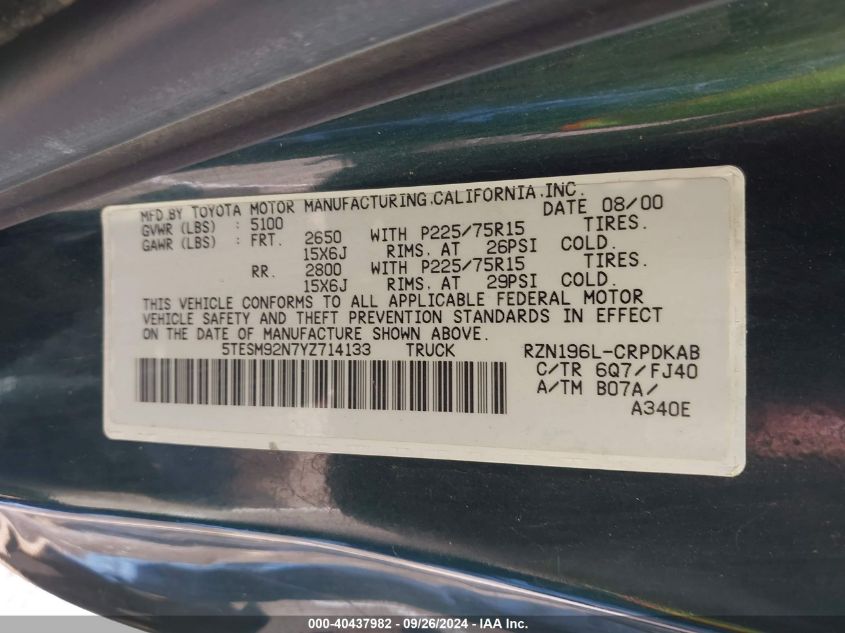 MFD.BY TOYOTA MOTOR MANUFACTURING.CALIFORNIA.INC.
GVWR (LBS) : 5100 DATE 08/00
GAWR (LBS) : FRT. 2650 WITH P225/75R15 TIRES.
15X6J RIMS. AT 26PSI COLD.
RR. 2800 WITH P225/75R15 TIRES.
15X6J RIMS. AT 29PSI COLD.
THIS VEHICLE CONFORMS TO ALL APPLICABLE FEDERAL MOTOR
VEHICLE SAFETY AND THEFT PREVENTION STANDARDS IN EFFECT
ON THE DATE OF MANUFACTURE SHOWN ABOVE.
5TESM92N7YZ714133 TRUCK RZN196L-CRPDKAB
C/TR 6Q7/FJ40
A/TM B07A/
A340E
000-40437982 / 09/26/2024 - IAA Inc.